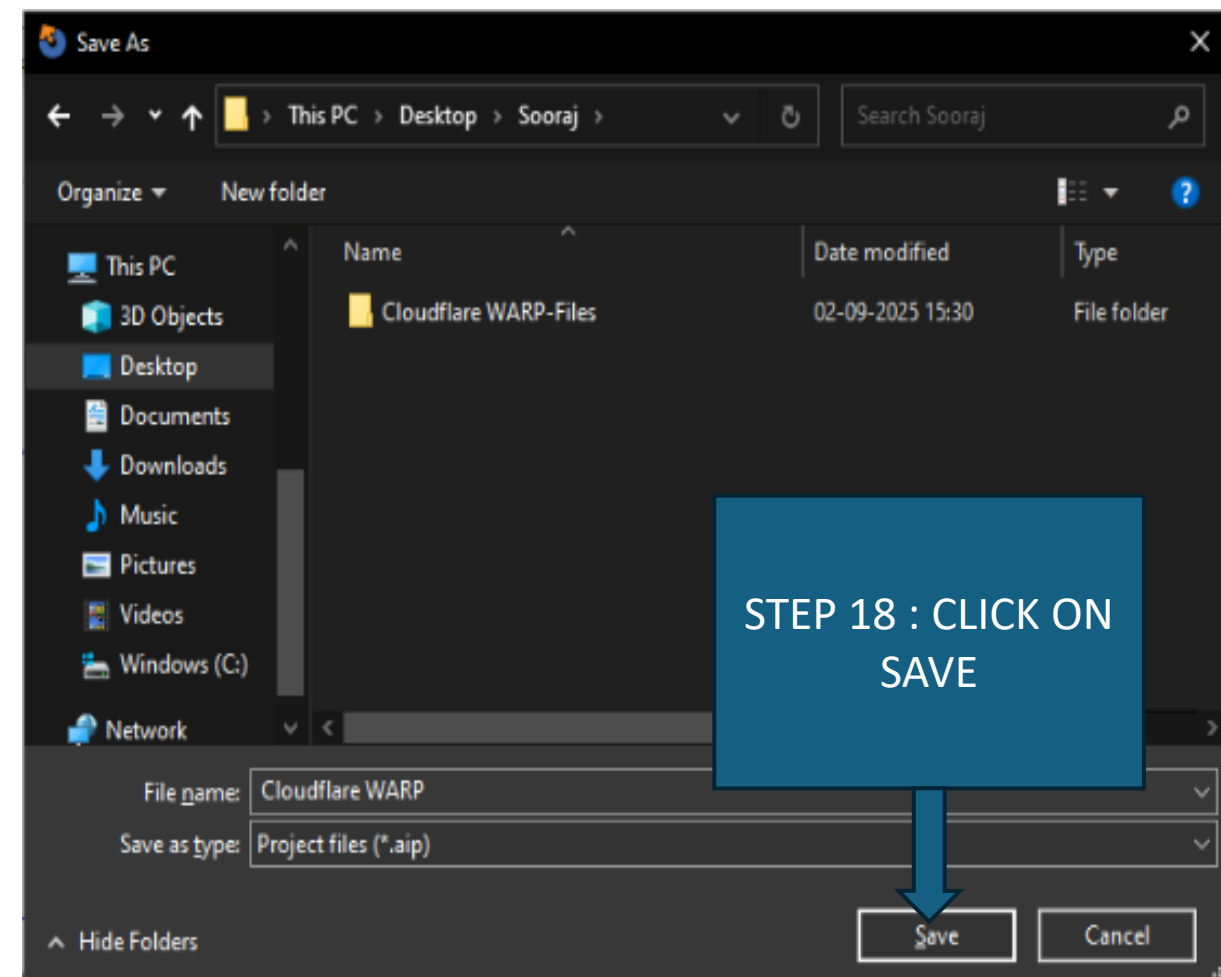 Save As
This PC > Desktop > Sooraj >
Search Sooraj
Organize
New folder
Name
Date modified
Type
This PC
3D Objects
Desktop
Documents
Downloads
Music
Pictures
Videos
Windows (C:)
Network
Cloudflare WARP-Files
02-09-2025 15:30
File folder
STEP 18 : CLICK ON
SAVE
File name:
Cloudflare WARP
Save as type:
Project files (*.aip)
Hide Folders
Save
Cancel